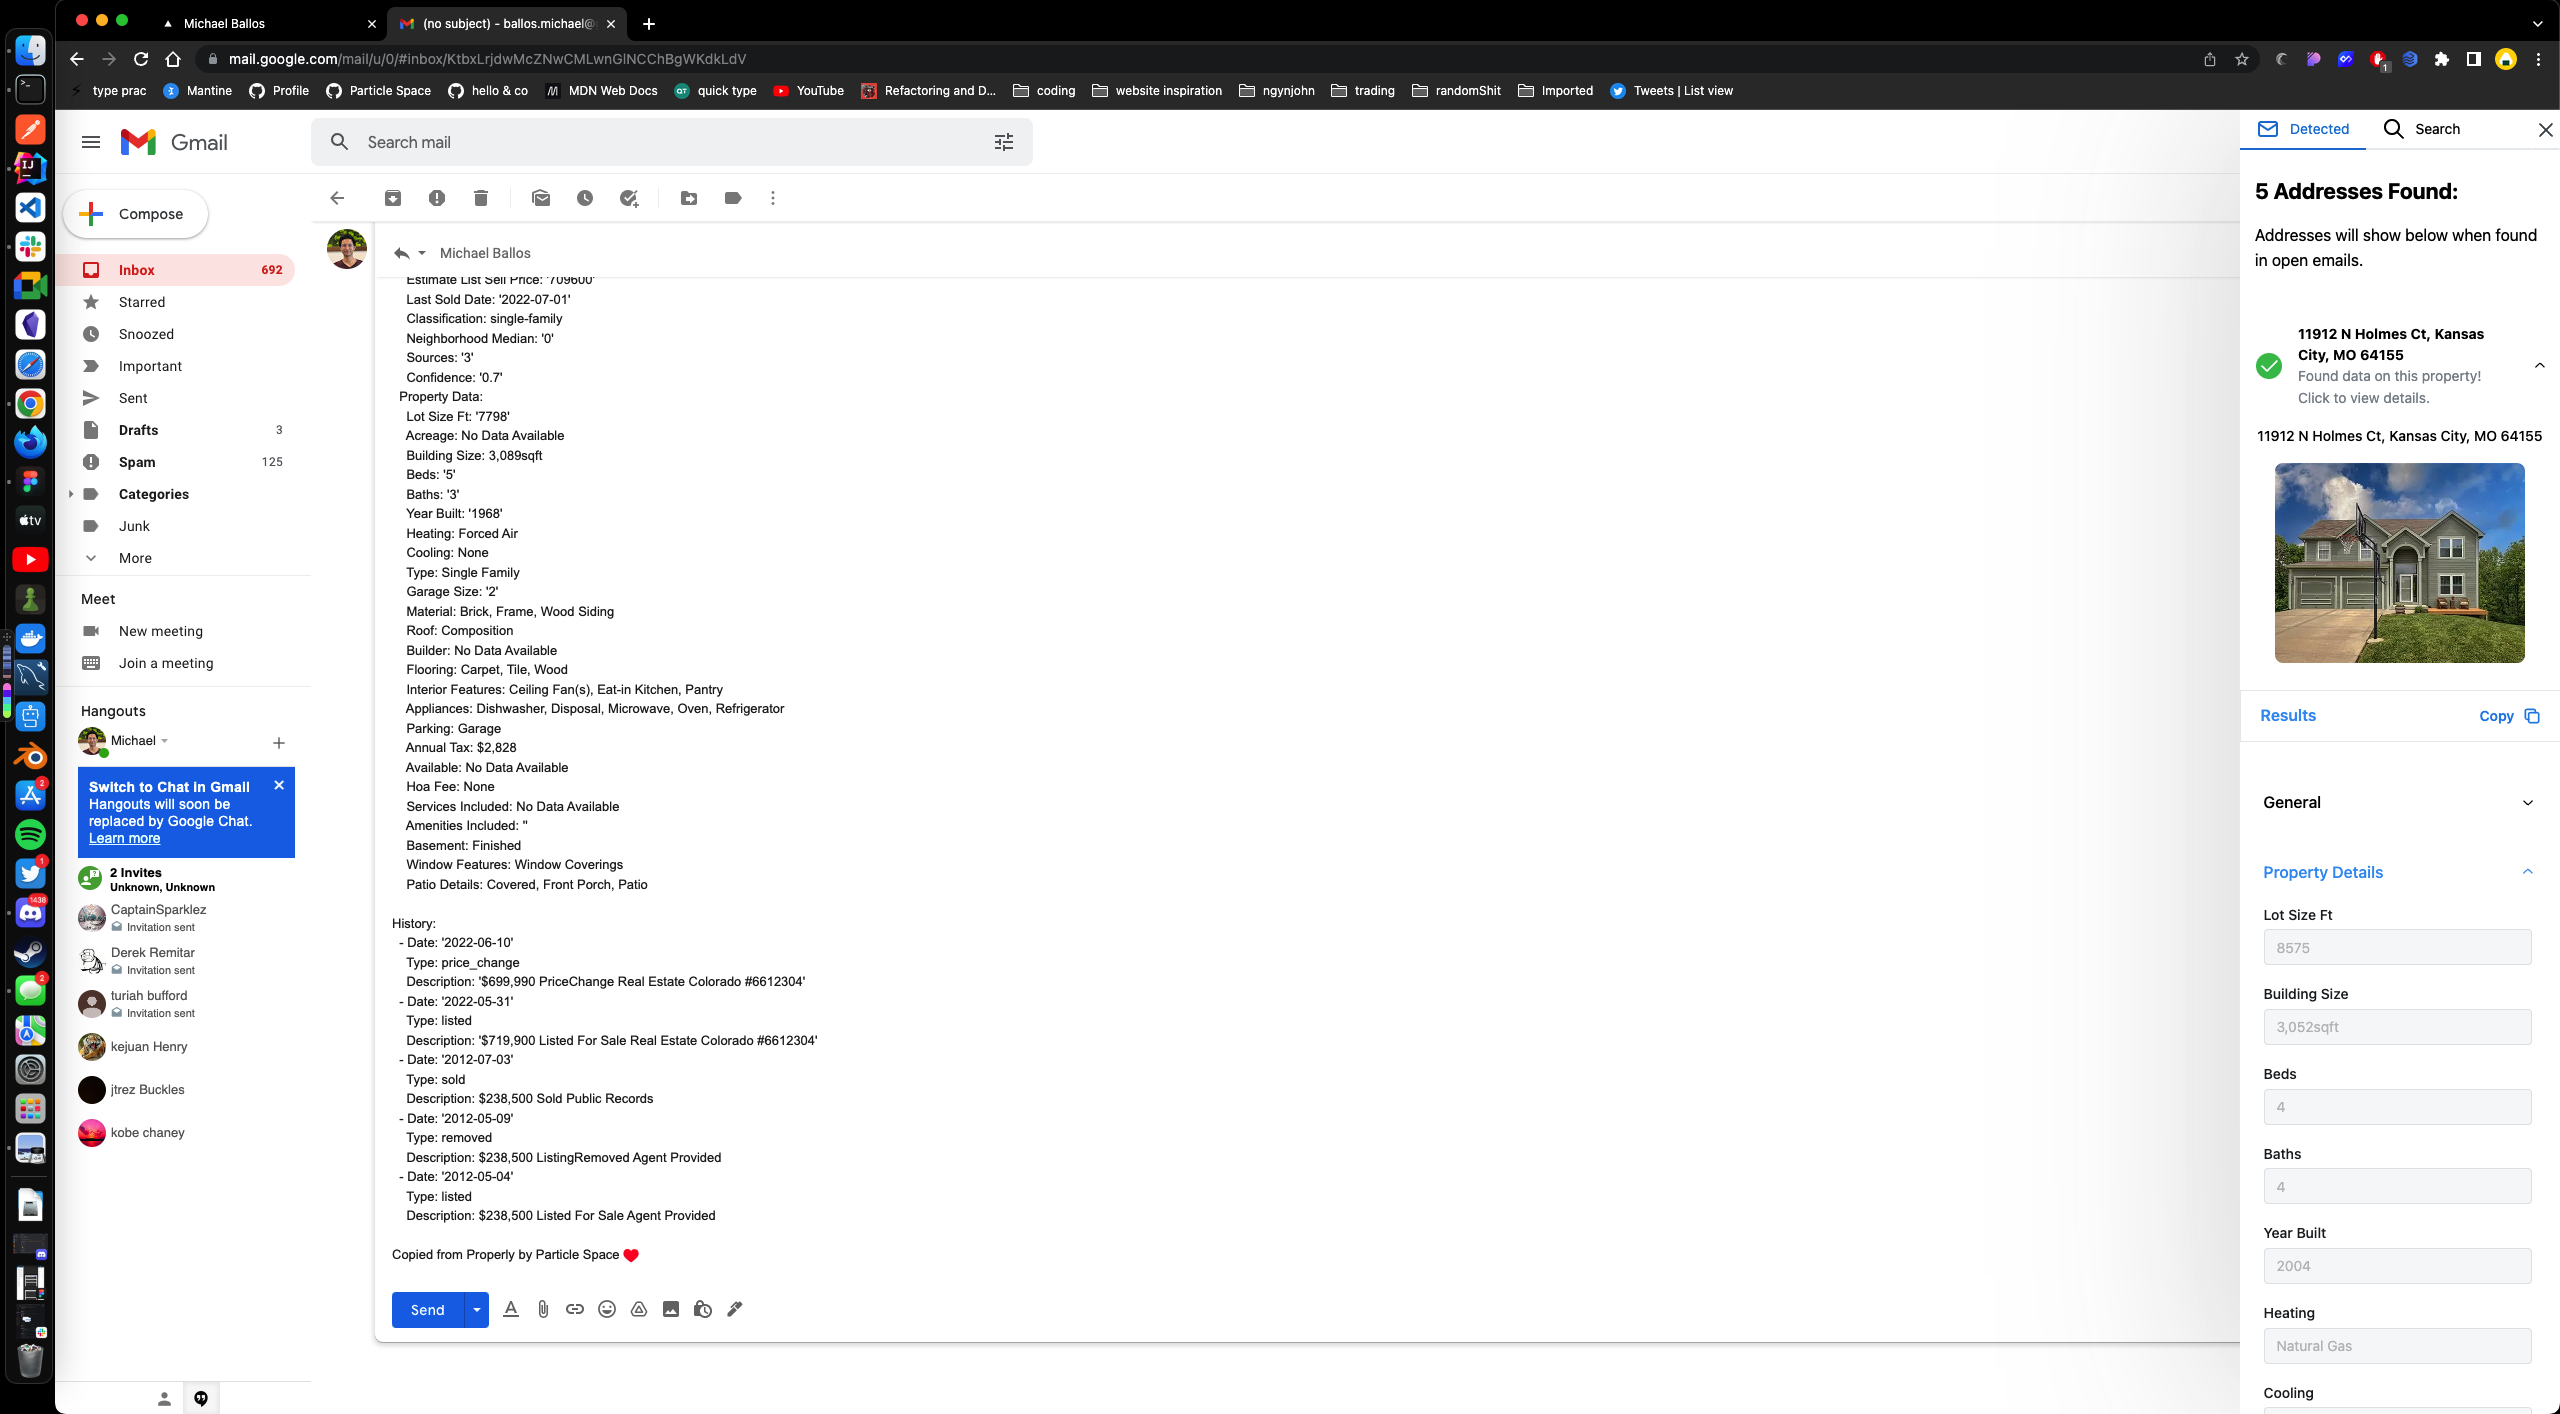 Michael Ballos
(no subject) - ballos.michael@
mail.google.com/mail/u/0/#inbox/KtbxLrjdwMcZNwCMLwnGlNCChBgWKdkLdV
1
type prac
Mantine
Profile
Particle Space
hello & co
MDN Web Docs
quick type
YouTube
Refactoring and D...
coding
website inspiration
ngynjohn
trading
randomShit
Imported
Tweets | List view
Gmail
Search mail
Compose
Inbox 692
Starred
Snoozed
Important
Sent
Drafts 3
Spam 125
Categories
Junk
More
Meet
New meeting
Join a meeting
Hangouts
Michael
Switch to Chat in Gmail
Hangouts will soon be
replaced by Google Chat.
Learn more
2 Invites
Unknown, Unknown
CaptainSparklez
Invitation sent
Derek Remitar
Invitation sent
turiah bufford
Invitation sent
kejuan Henry
jtrez Buckles
kobe chaney
Michael Ballos
Estimate List Sell Price: '709600'
Last Sold Date: '2022-07-01'
Classification: single-family
Neighborhood Median: '0'
Sources: '3'
Confidence: '0.7'
Property Data:
Lot Size Ft: '7798'
Acreage: No Data Available
Building Size: 3,089sqft
Beds: '5'
Baths: '3'
Year Built: '1968'
Heating: Forced Air
Cooling: None
Type: Single Family
Garage Size: '2'
Material: Brick, Frame, Wood Siding
Roof: Composition
Builder: No Data Available
Flooring: Carpet, Tile, Wood
Interior Features: Ceiling Fan(s), Eat-in Kitchen, Pantry
Appliances: Dishwasher, Disposal, Microwave, Oven, Refrigerator
Parking: Garage
Annual Tax: $2,828
Available: No Data Available
Hoa Fee: None
Services Included: No Data Available
Amenities Included: ''
Basement: Finished
Window Features: Window Coverings
Patio Details: Covered, Front Porch, Patio
History:
- Date: '2022-06-10'
Type: price_change
Description: '$699,990 PriceChange Real Estate Colorado #6612304'
- Date: '2022-05-31'
Type: listed
Description: '$719,900 Listed For Sale Real Estate Colorado #6612304'
- Date: '2012-07-03'
Type: sold
Description: $238,500 Sold Public Records
- Date: '2012-05-09'
Type: removed
Description: $238,500 ListingRemoved Agent Provided
- Date: '2012-05-04'
Type: listed
Description: $238,500 Listed For Sale Agent Provided
Copied from Properly by Particle Space ❤️
Send
Detected
Search
5 Addresses Found:
Addresses will show below when found
in open emails.
11912 N Holmes Ct, Kansas
City, MO 64155
Found data on this property!
Click to view details.
11912 N Holmes Ct, Kansas City, MO 64155
Results
Copy
General
Property Details
Lot Size Ft
8575
Building Size
3,052sqft
Beds
4
Baths
4
Year Built
2004
Heating
Natural Gas
Cooling
tv
IJ
2
1
1438
2